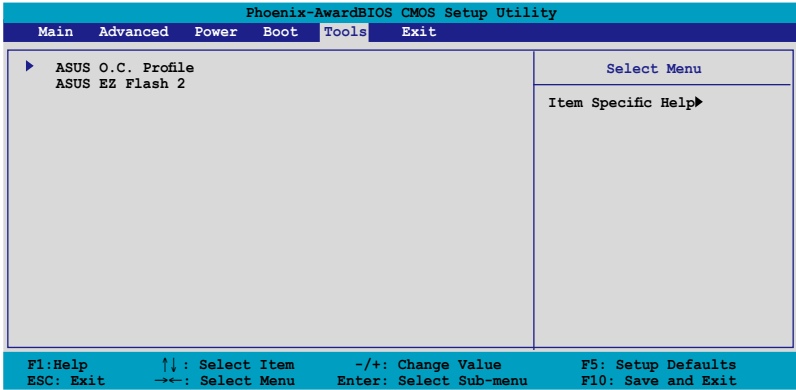 Phoenix-AwardBIOS CMOS Setup Utility
Main Advanced Power Boot Tools Exit
ASUS O.C. Profile
ASUS EZ Flash 2
Select Menu
Item Specific Help
F1:Help ↑↓: Select Item -/+: Change Value F5: Setup Defaults
ESC: Exit →←: Select Menu Enter: Select Sub-menu F10: Save and Exit